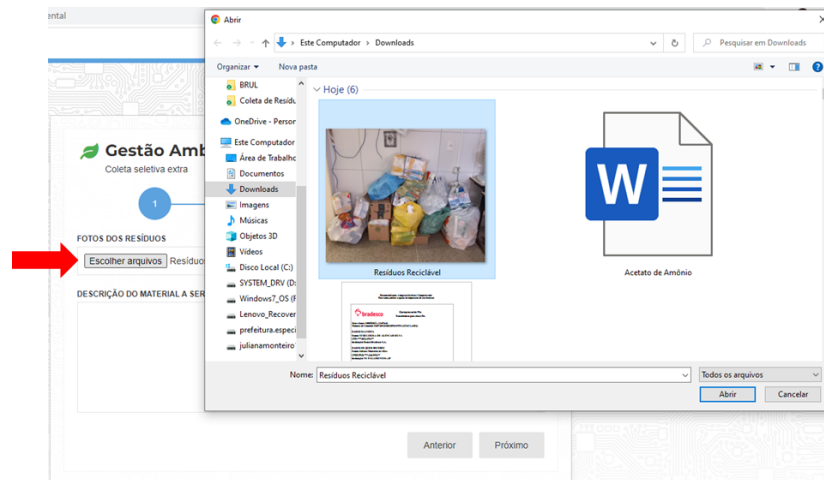 ental
Abrir
Este Computador > Downloads
Pesquisar em Downloads
Organizar
Nova pasta
BRUL
Coleta de Resídu
OneDrive - Person
Este Computador
Área de Trabalho
Documentos
Downloads
Imagens
Músicas
Objetos 3D
Vídeos
Disco Local (C:)
SYSTEM_DRV (D:
Windows7_OS (F
Lenovo_Recover
prefeitura.especi
julianamonteiro
Hoje (6)
Resíduos Reciclável
W
Acetato de Amônio
bradesco
Nome: Resíduos Reciclável
Todos os arquivos
Abrir
Cancelar
Gestão Amb
Coleta seletiva extra
1
FOTOS DOS RESÍDUOS
Escolher arquivos Resíduo
DESCRIÇÃO DO MATERIAL A SER
Anterior
Próximo